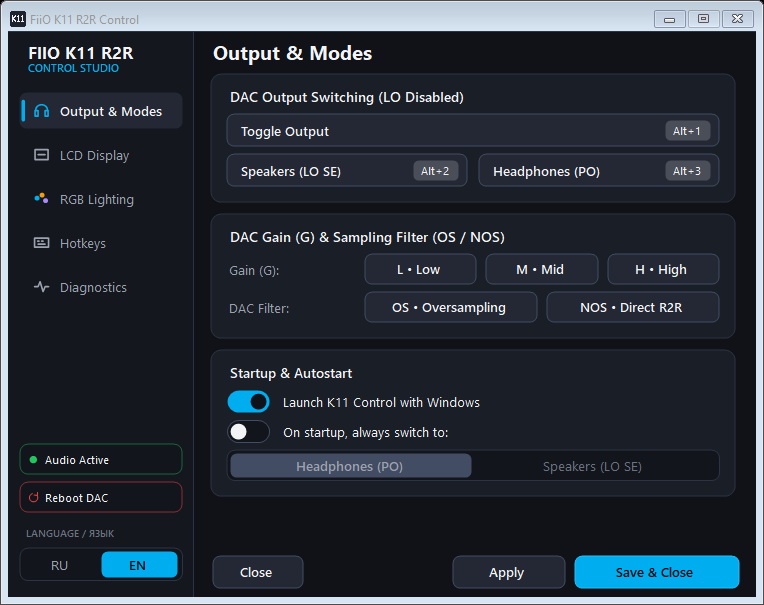 K11 FiiO K11 R2R Control
FIIO K11 R2R
CONTROL STUDIO
Output & Modes
LCD Display
RGB Lighting
Hotkeys
Diagnostics
Audio Active
Reboot DAC
LANGUAGE / ЯЗЫК
RU EN
Output & Modes
DAC Output Switching (LO Disabled)
Toggle Output Alt+1
Speakers (LO SE) Alt+2 Headphones (PO) Alt+3
DAC Gain (G) & Sampling Filter (OS / NOS)
Gain (G): L • Low M • Mid H • High
DAC Filter: OS • Oversampling NOS • Direct R2R
Startup & Autostart
Launch K11 Control with Windows
On startup, always switch to:
Headphones (PO) Speakers (LO SE)
Close Apply Save & Close